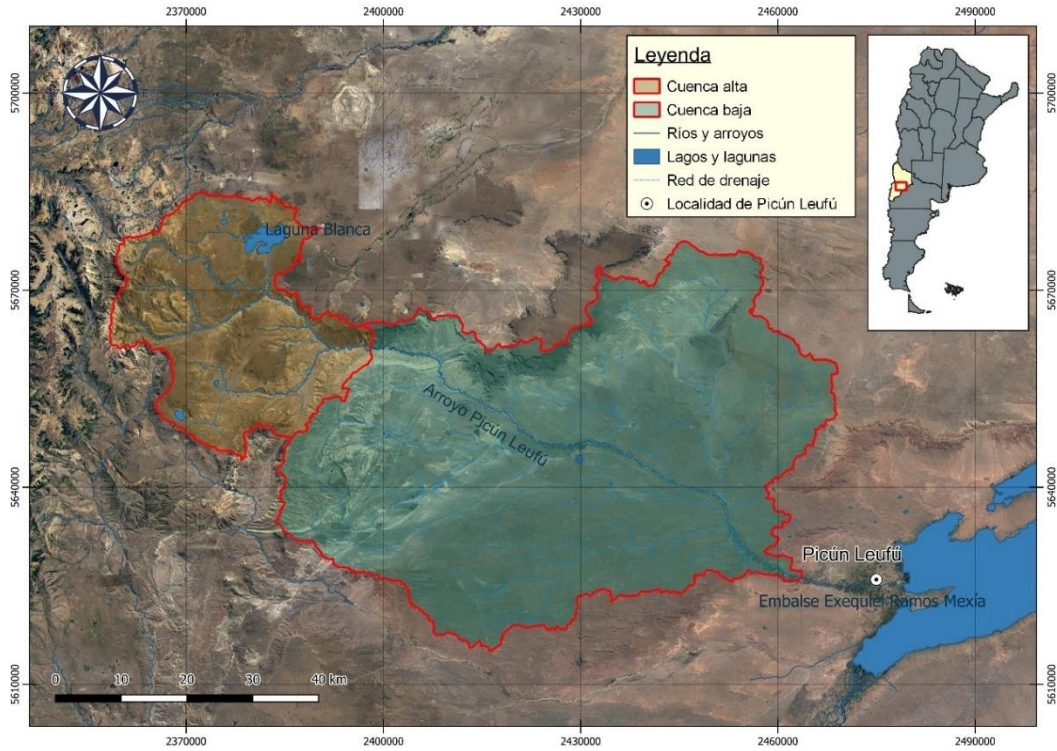 2370000 2400000 2430000 2460000 2490000
5700000
5700000
5670000
5670000
5640000
5640000
5610000
5610000
Leyenda
Cuenca alta
Cuenca baja
Ríos y arroyos
Lagos y lagunas
Red de drenaje
Localidad de Picún Leufú
Laguna Blanca
Arroyo Picún Leufú
Picún Leufú
Embalse Exequiel Ramos Mexía
0 10 20 30 40 km
2370000 2400000 2430000 2460000 2490000